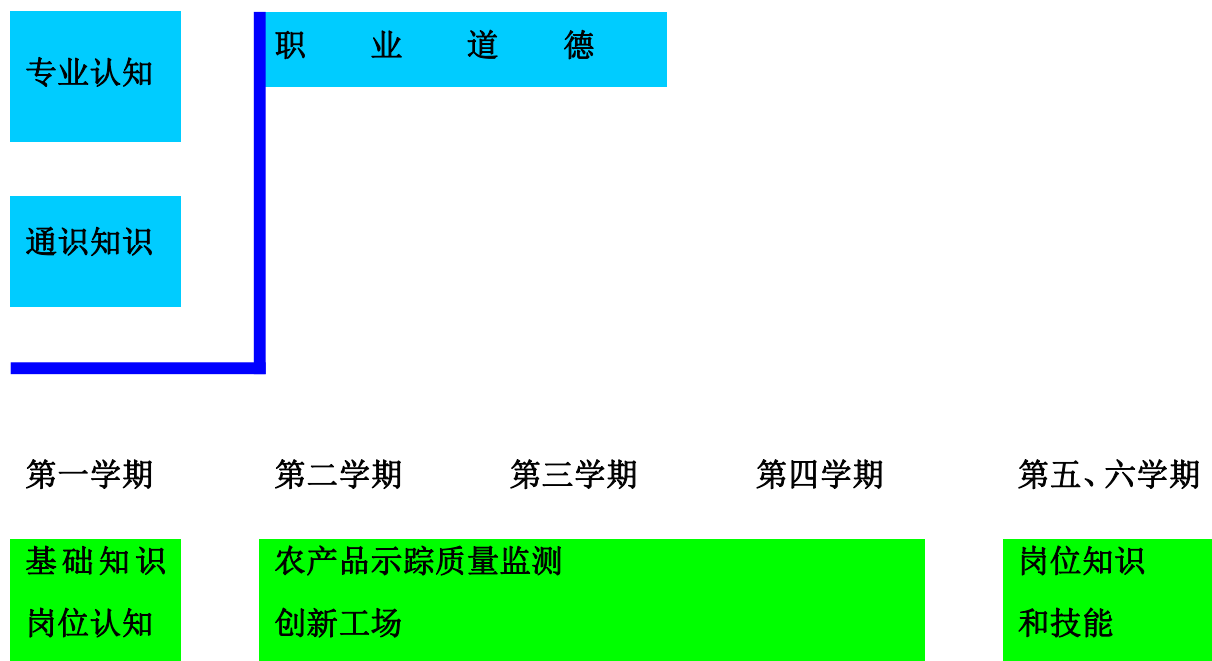 专业认知
职业道德
通识知识
第一学期
第二学期
第三学期
第四学期
第五、六学期
基础知识
岗位认知
农产品示踪质量监测
创新工场
岗位知识
和技能